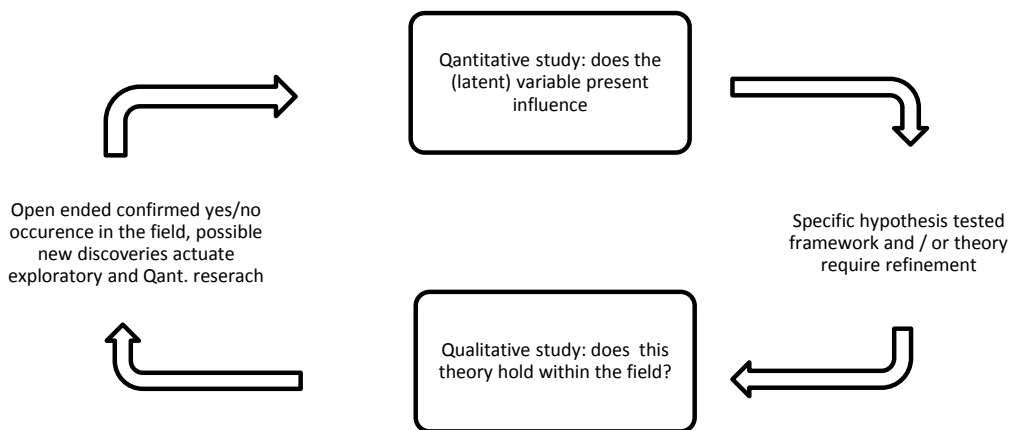 Qantitative study: does the
(latent) variable present
influence
Open ended confirmed yes/no
occurence in the field, possible
new discoveries actuate
exploratory and Qant. reserach
Specific hypothesis tested
framework and / or theory
require refinement
Qualitative study: does this
theory hold within the field?